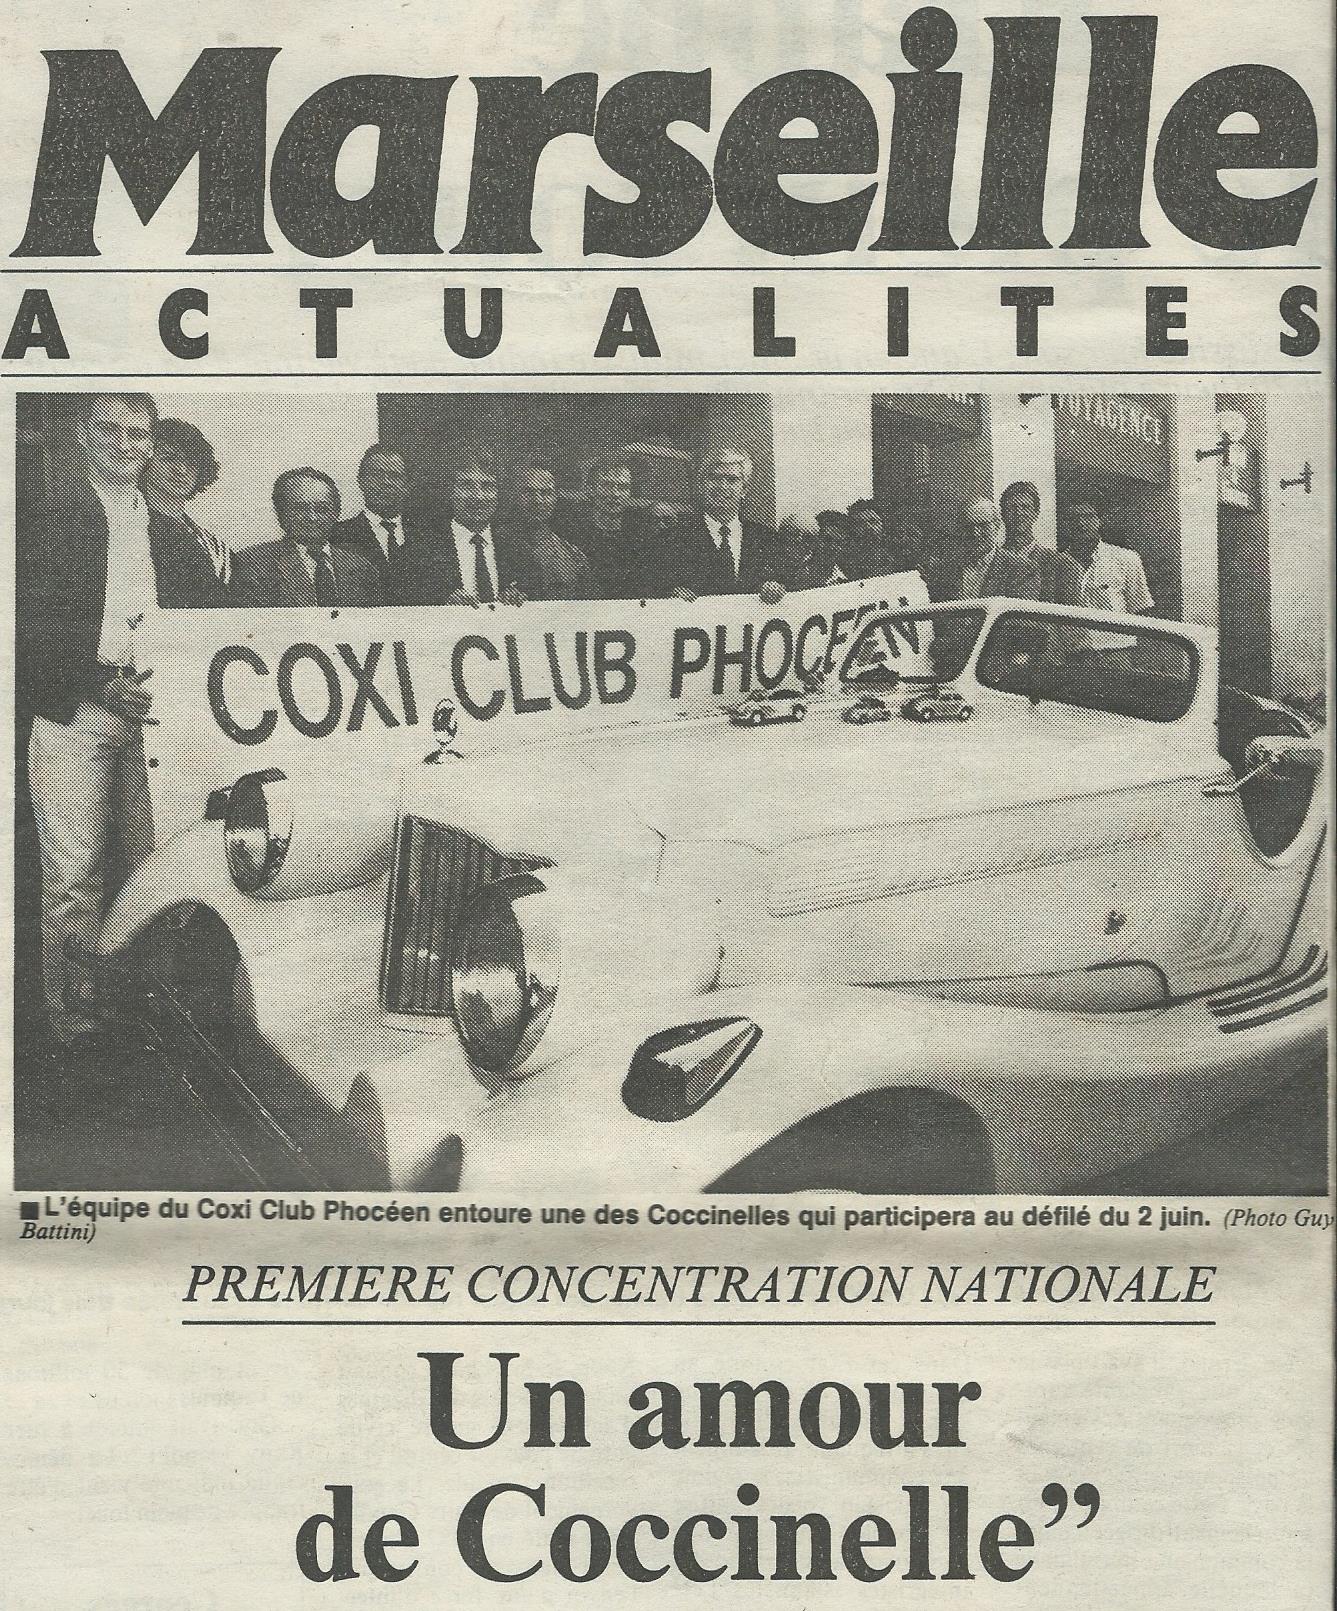 Marseille
ACTUALITES
VOYAGENCE
COXI CLUB PHOCÉEN
■ L'équipe du Coxi Club Phocéen entoure une des Coccinelles qui participera au défilé du 2 juin. (Photo Guy
Battini)
PREMIERE CONCENTRATION NATIONALE
Un amour
de Coccinelle”